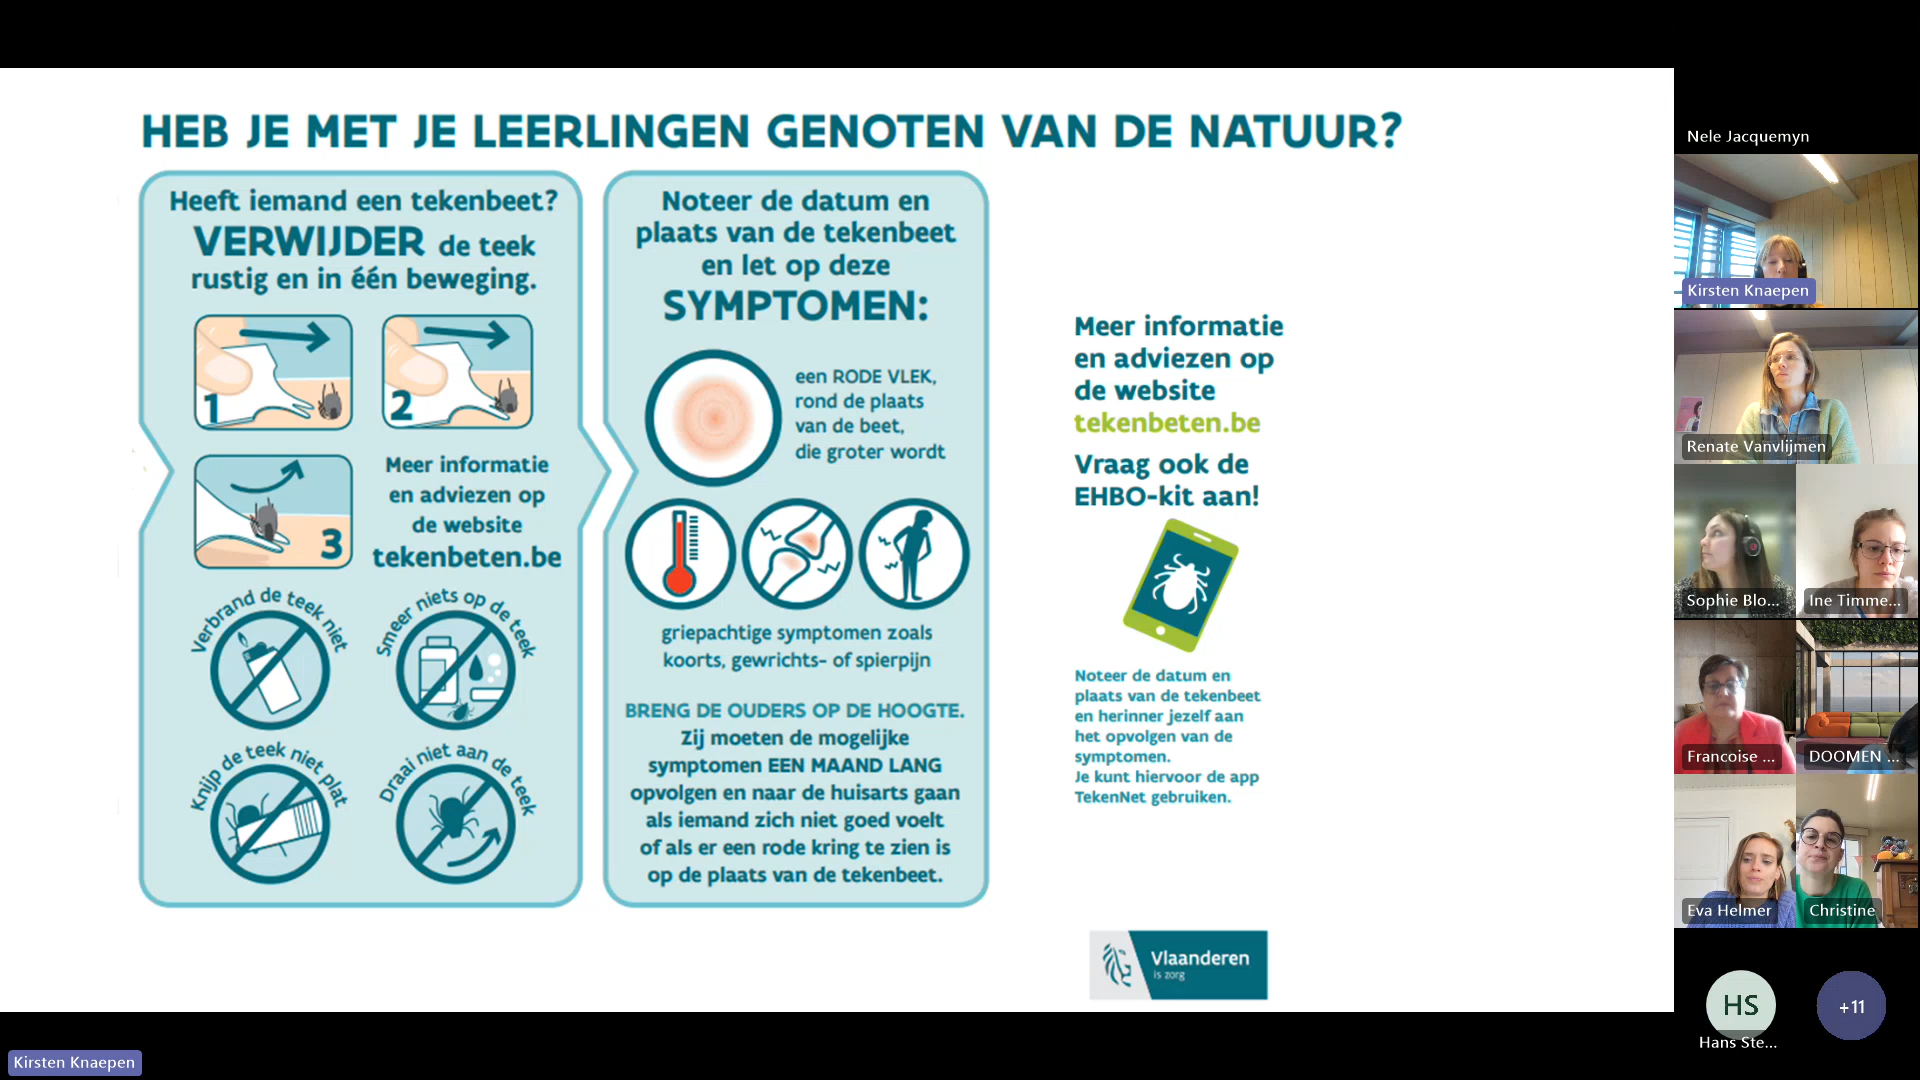 HEB JE MET JE LEERLINGEN GENOTEN VAN DE NATUUR?
Heeft iemand een tekenbeet?
VERWIJDER de teek
rustig en in één beweging.
1
2
3
Meer informatie
en adviezen op
de website
tekenbeten.be
Verbrand de teek niet
Smeer niets op de teek
Knijp de teek niet plat
Draai niet aan de teek
Noteer de datum en
plaats van de tekenbeet
en let op deze
SYMPTOMEN:
een RODE VLEK,
rond de plaats
van de beet,
die groter wordt
griepachtige symptomen zoals
koorts, gewrichts- of spierpijn
BRENG DE OUDERS OP DE HOOGTE.
Zij moeten de mogelijke
symptomen EEN MAAND LANG
opvolgen en naar de huisarts gaan
als iemand zich niet goed voelt
of als er een rode kring te zien is
op de plaats van de tekenbeet.
Meer informatie
en adviezen op
de website
tekenbeten.be
Vraag ook de
EHBO-kit aan!
Noteer de datum en
plaats van de tekenbeet
en herinner jezelf aan
het opvolgen van de
symptomen.
Je kunt hiervoor de app
TekenNet gebruiken.
Vlaanderen
is zorg
Nele Jacquemyn
Kirsten Knaepen
Renate Vanvlijmen
Sophie Blo...
Ine Timme...
Francoise ...
DOOMEN ...
Eva Helmer
Christine
HS
+11
Hans Ste...
Kirsten Knaepen